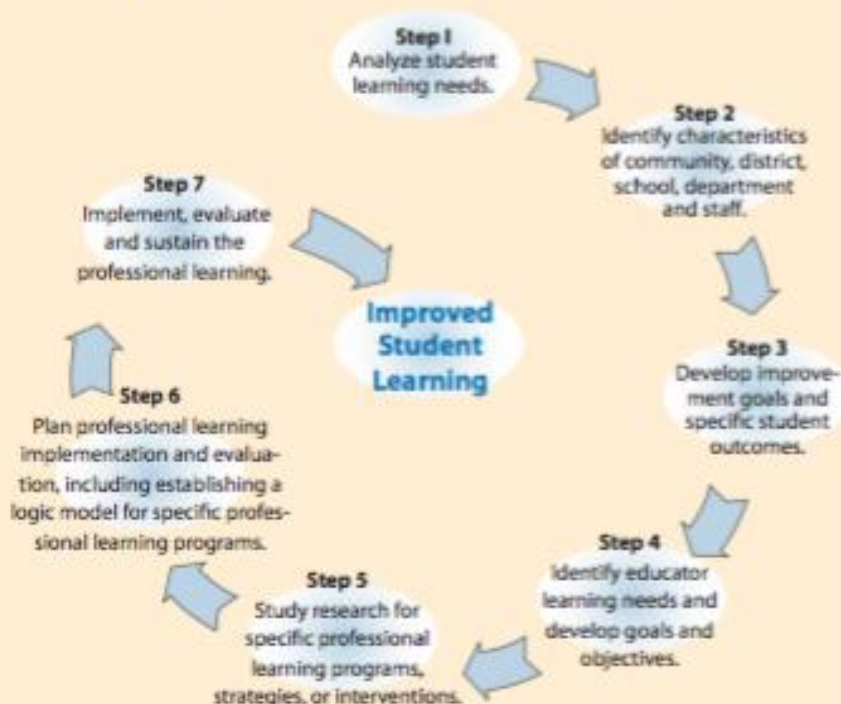 Step 1
Analyze student
learning needs.
Step 2
Identify characteristics
of community, district,
school, department
and staff.
Step 3
Develop improve-
ment goals and
specific student
outcomes.
Step 4
Identify educator
learning needs and
develop goals and
objectives.
Step 5
Study research for
specific professional
learning programs,
strategies, or interventions.
Step 6
Plan professional learning
implementation and evalua-
tion, including establishing a
logic model for specific profes-
sional learning programs.
Step 7
Implement, evaluate
and sustain the
professional learning.
Improved
Student
Learning